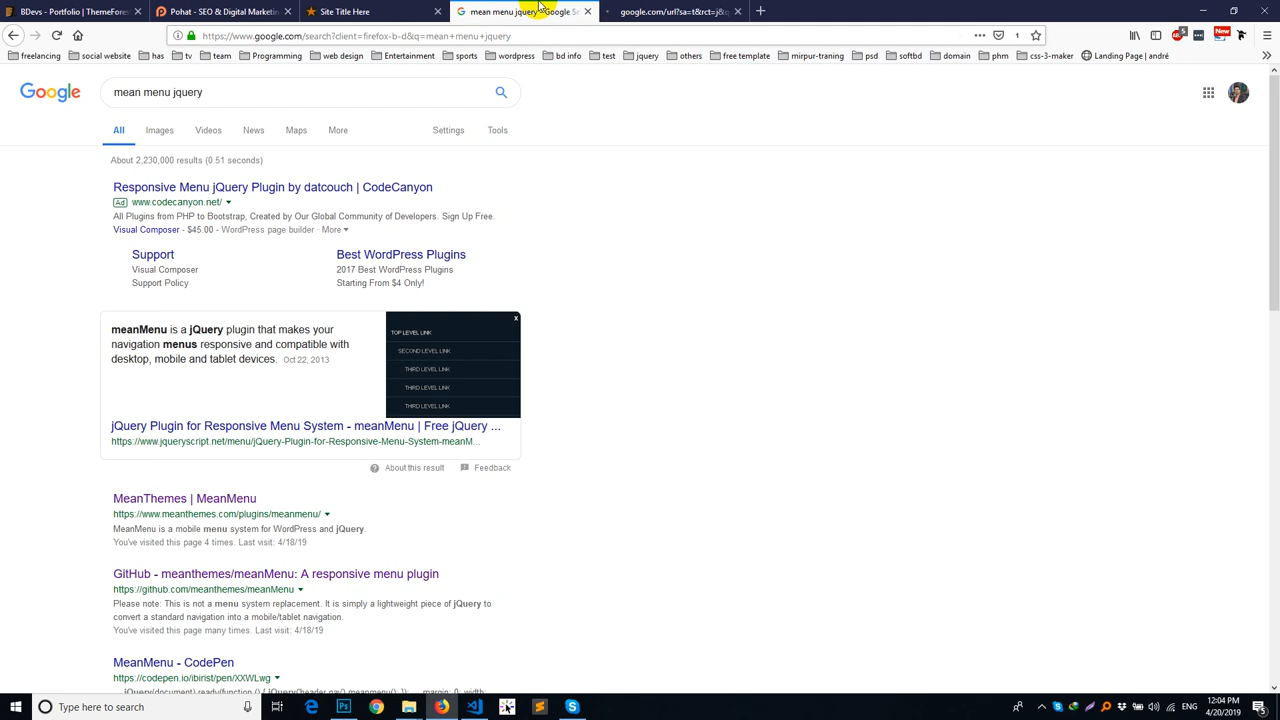 BDevs - Portfolio HTML5 Pohat - SEO & Digital Marketin Site Title Here mean menu jquery - Google Se google.com/url?sa=t&rct=j&q
https://www.google.com/search?client=firefox-b-d&q=mean+menu+jquery
freelancing social website has tv team Programming web design Entertainment sports wordpress bd info test jquery others free template mirpur-traning psd softbd domain phm css-3-maker Landing Page | andré
Google mean menu jquery
All Images Videos News Maps More Settings Tools
About 2,230,000 results (0.51 seconds)
Responsive Menu jQuery Plugin by datcouch | CodeCanyon
Ad www.codecanyon.net/
All Plugins from PHP to Bootstrap, Created by Our Global Community of Developers. Sign Up Free.
Visual Composer - $45.00 - WordPress page builder · More
Support Best WordPress Plugins
Visual Composer 2017 Best WordPress Plugins
Support Policy Starting From $4 Only!
meanMenu is a jQuery plugin that makes your
navigation menus responsive and compatible with
desktop, mobile and tablet devices. Oct 22, 2013
X
TOP LEVEL LINK
SECOND LEVEL LINK
THIRD LEVEL LINK
THIRD LEVEL LINK
THIRD LEVEL LINK
jQuery Plugin for Responsive Menu System - meanMenu | Free jQuery ...
https://www.jqueryscript.net/menu/jQuery-Plugin-for-Responsive-Menu-System-meanM...
About this result Feedback
MeanThemes | MeanMenu
https://www.meanthemes.com/plugins/meanmenu/
MeanMenu is a mobile menu system for WordPress and jQuery.
You've visited this page 4 times. Last visit: 4/18/19
GitHub - meanthemes/meanMenu: A responsive menu plugin
https://github.com/meanthemes/meanMenu
Please note: This is not a menu system replacement. It is simply a lightweight piece of jQuery to
convert a standard navigation into a mobile/tablet navigation.
You've visited this page many times. Last visit: 4/18/19
MeanMenu - CodePen
https://codepen.io/ibirist/pen/XXWLwg
Type here to search
ENG
12:04 PM
4/20/2019
5